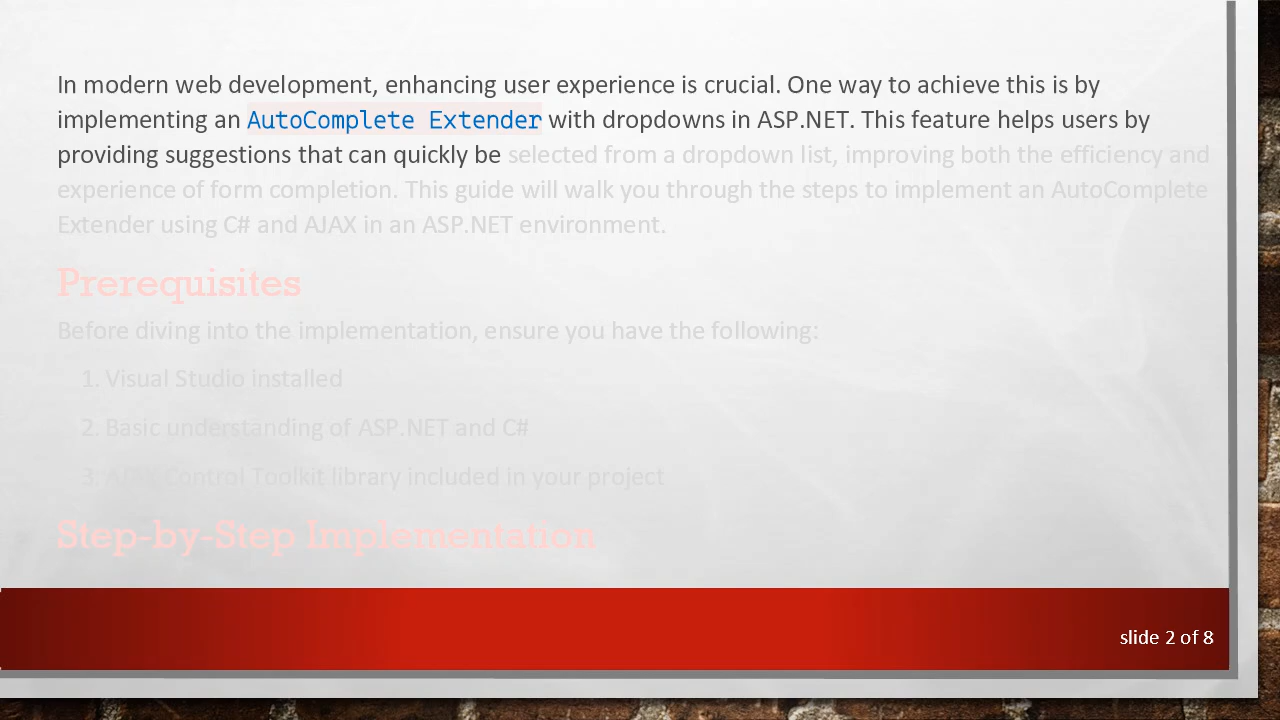 In modern web development, enhancing user experience is crucial. One way to achieve this is by
implementing an AutoComplete Extender with dropdowns in ASP.NET. This feature helps users by
providing suggestions that can quickly be selected from a dropdown list, improving both the efficiency and
experience of form completion. This guide will walk you through the steps to implement an AutoComplete
Extender using C# and AJAX in an ASP.NET environment.
Prerequisites
Before diving into the implementation, ensure you have the following:
1. Visual Studio installed
2. Basic understanding of ASP.NET and C#
3. AJAX Control Toolkit library included in your project
Step-by-Step Implementation
slide 2 of 8